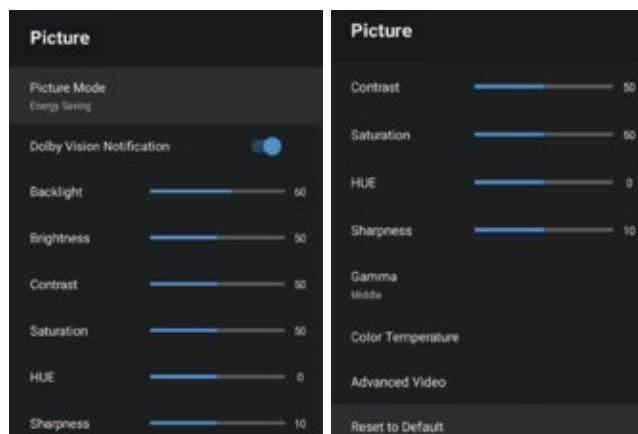 Picture
Picture Mode
Energy Saving
Dolby Vision Notification
Backlight 60
Brightness 50
Contrast 50
Saturation 50
HUE 0
Sharpness 10
Picture
Contrast 50
Saturation 50
HUE 0
Sharpness 10
Gamma
Middle
Color Temperature
Advanced Video
Reset to Default